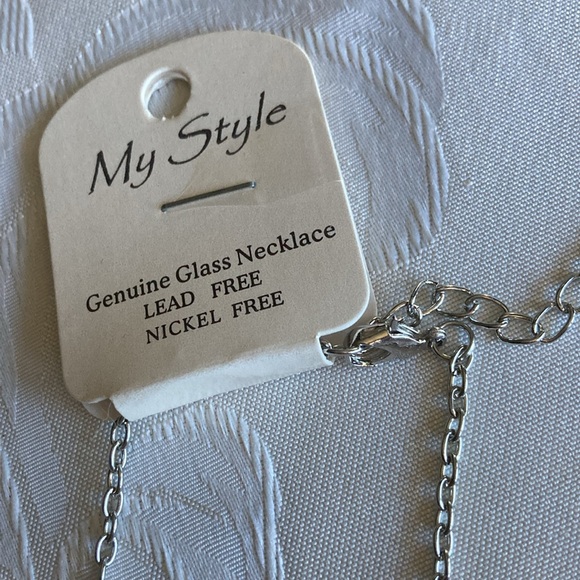 My Style
Genuine Glass Necklace
LEAD FREE
NICKEL FREE